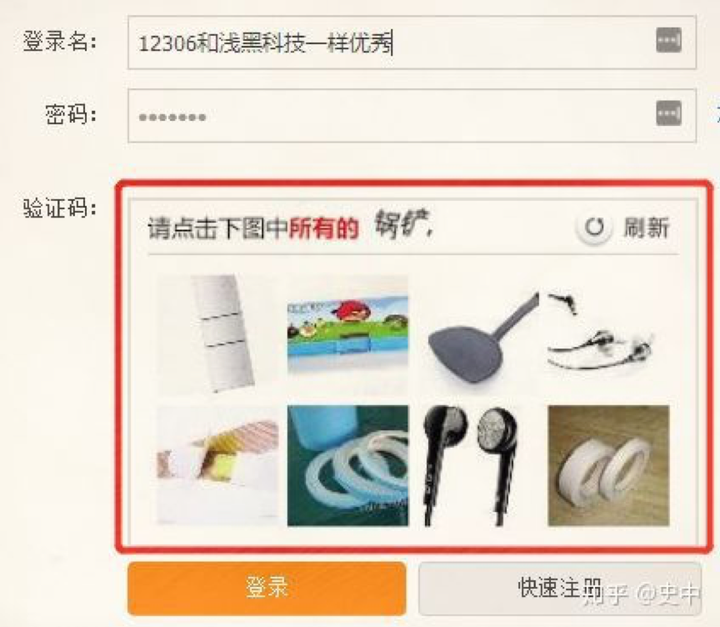 登录名：
12306和浅黑科技一样优秀
密码：
•••••••
验证码：
请点击下图中所有的 锅铲，
刷新
登录
快速注册
知乎 @史中